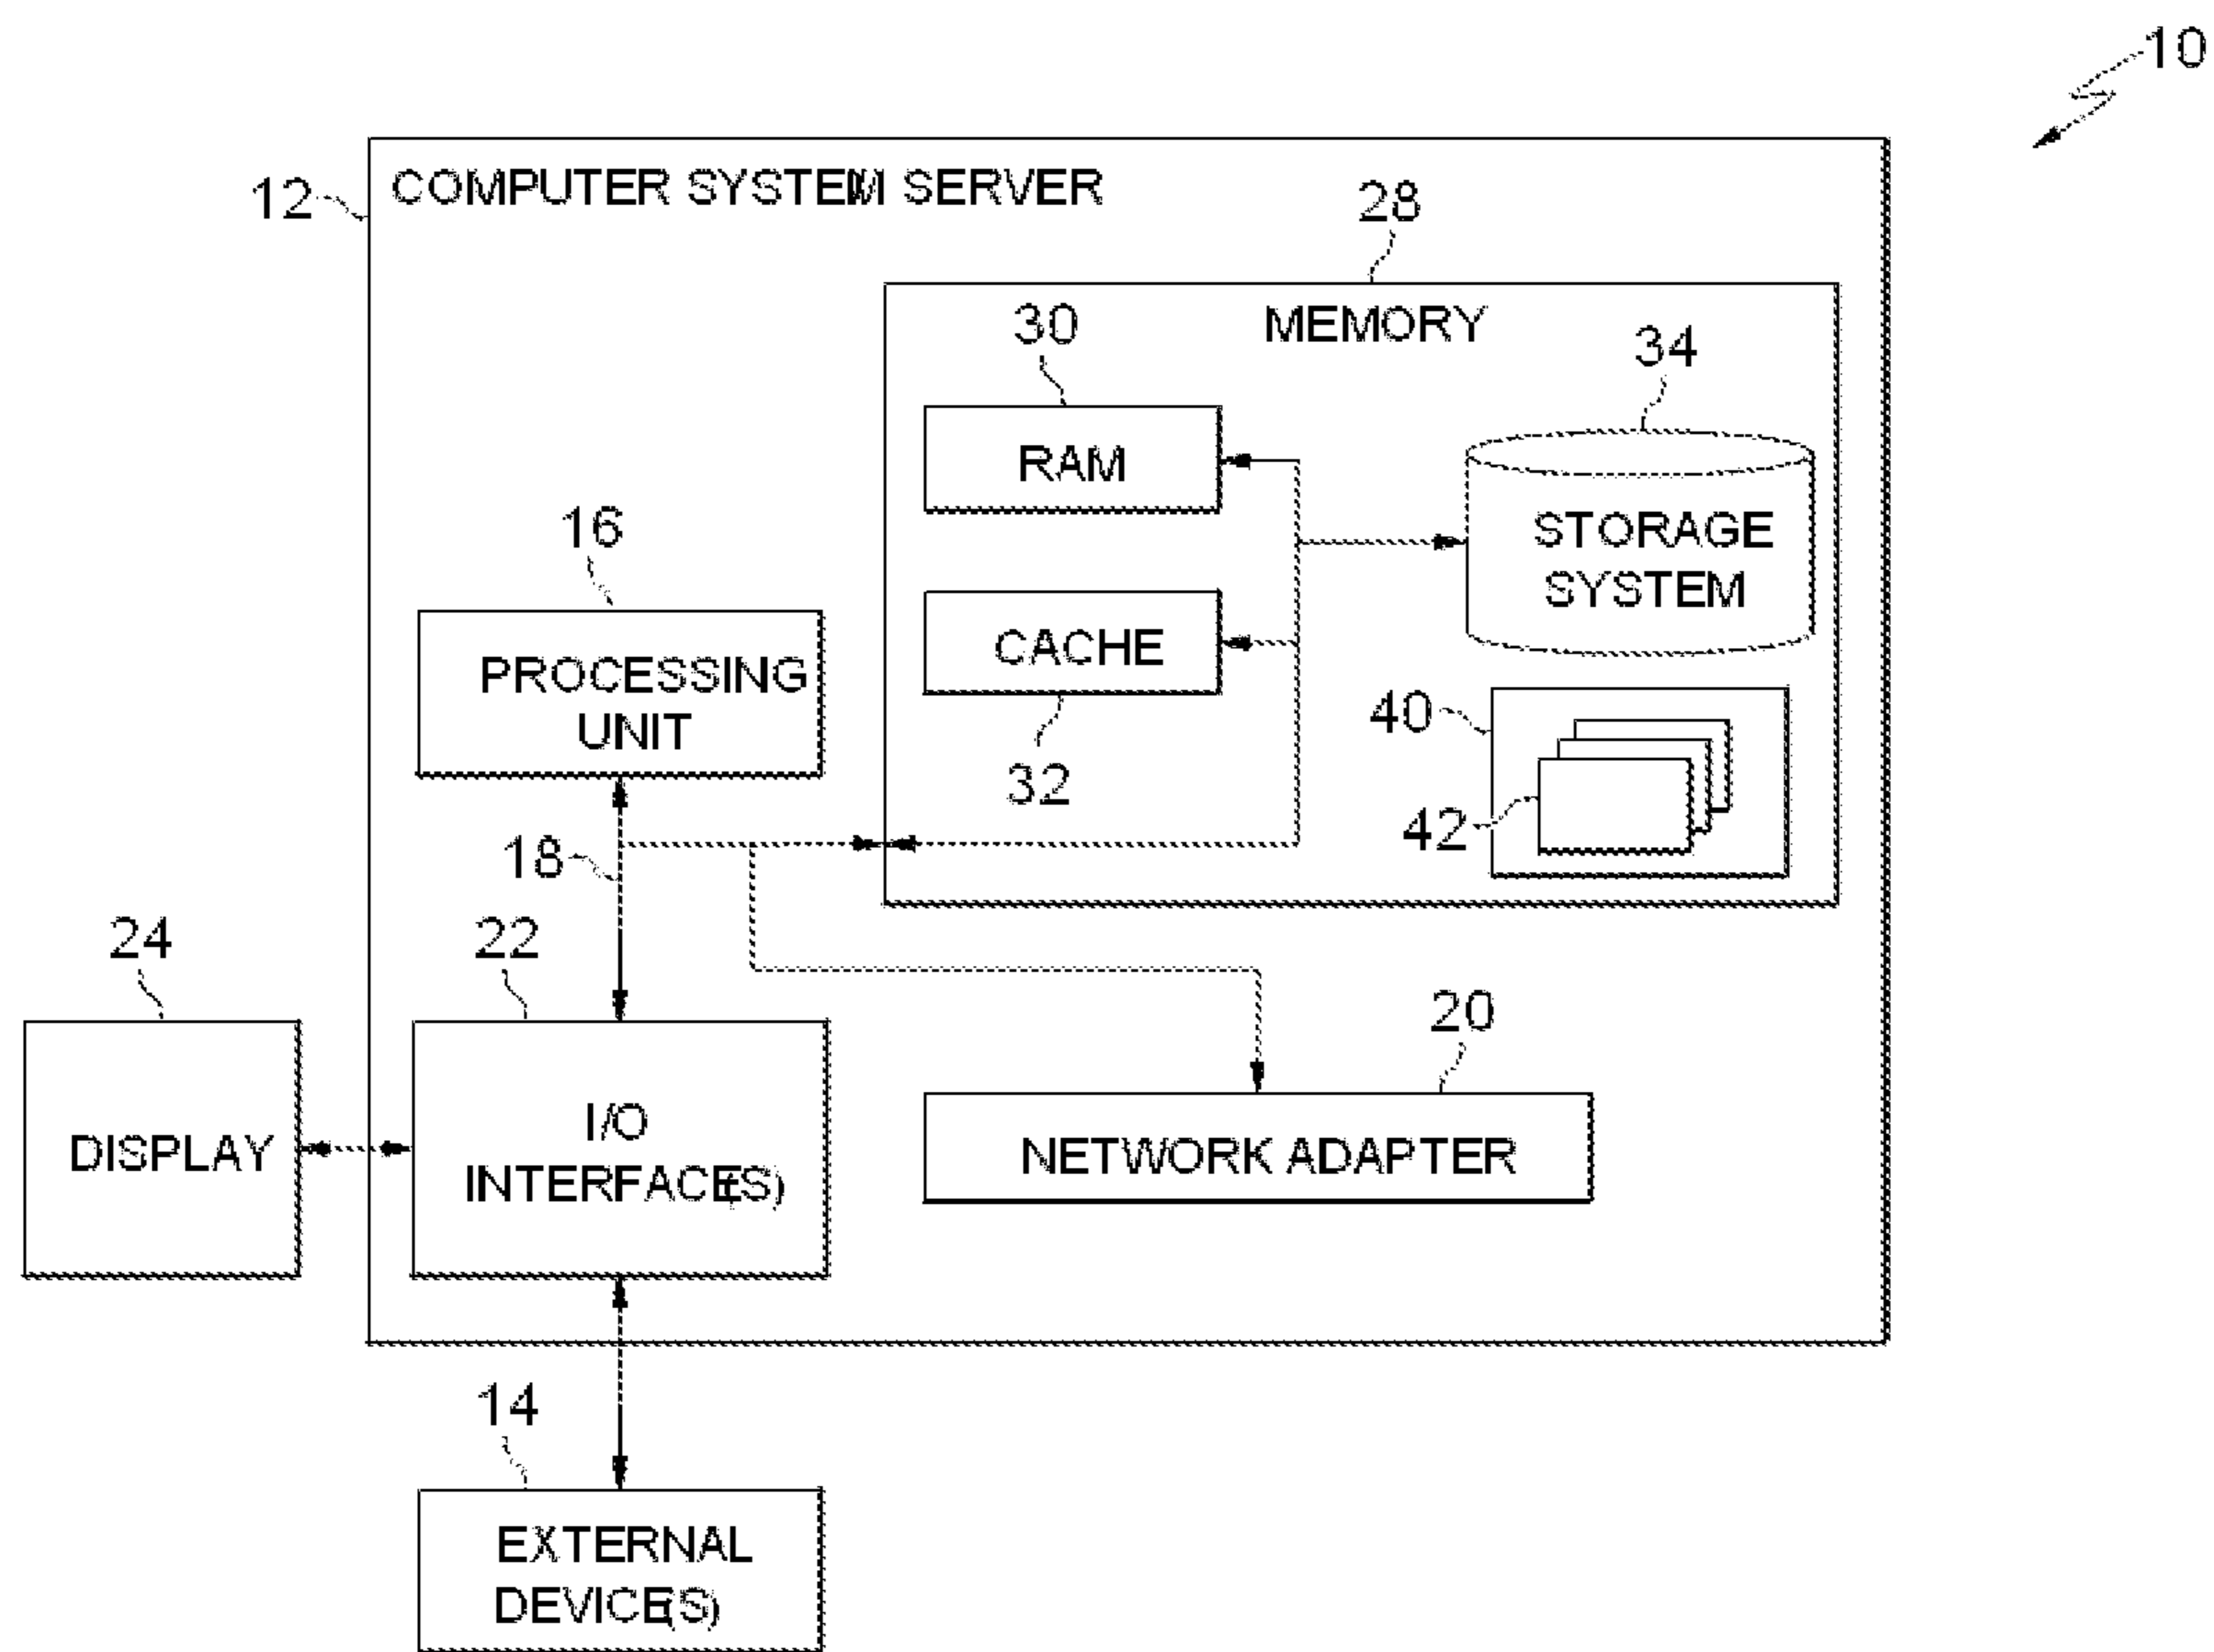 10
12
COMPUTER SYSTEM SERVER
28
MEMORY
30
34
RAM
STORAGE
SYSTEM
16
PROCESSING
UNIT
CACHE
32
40
42
18
24
22
20
DISPLAY
I/O
INTERFACE(S)
NETWORK ADAPTER
14
EXTERNAL
DEVICE(S)